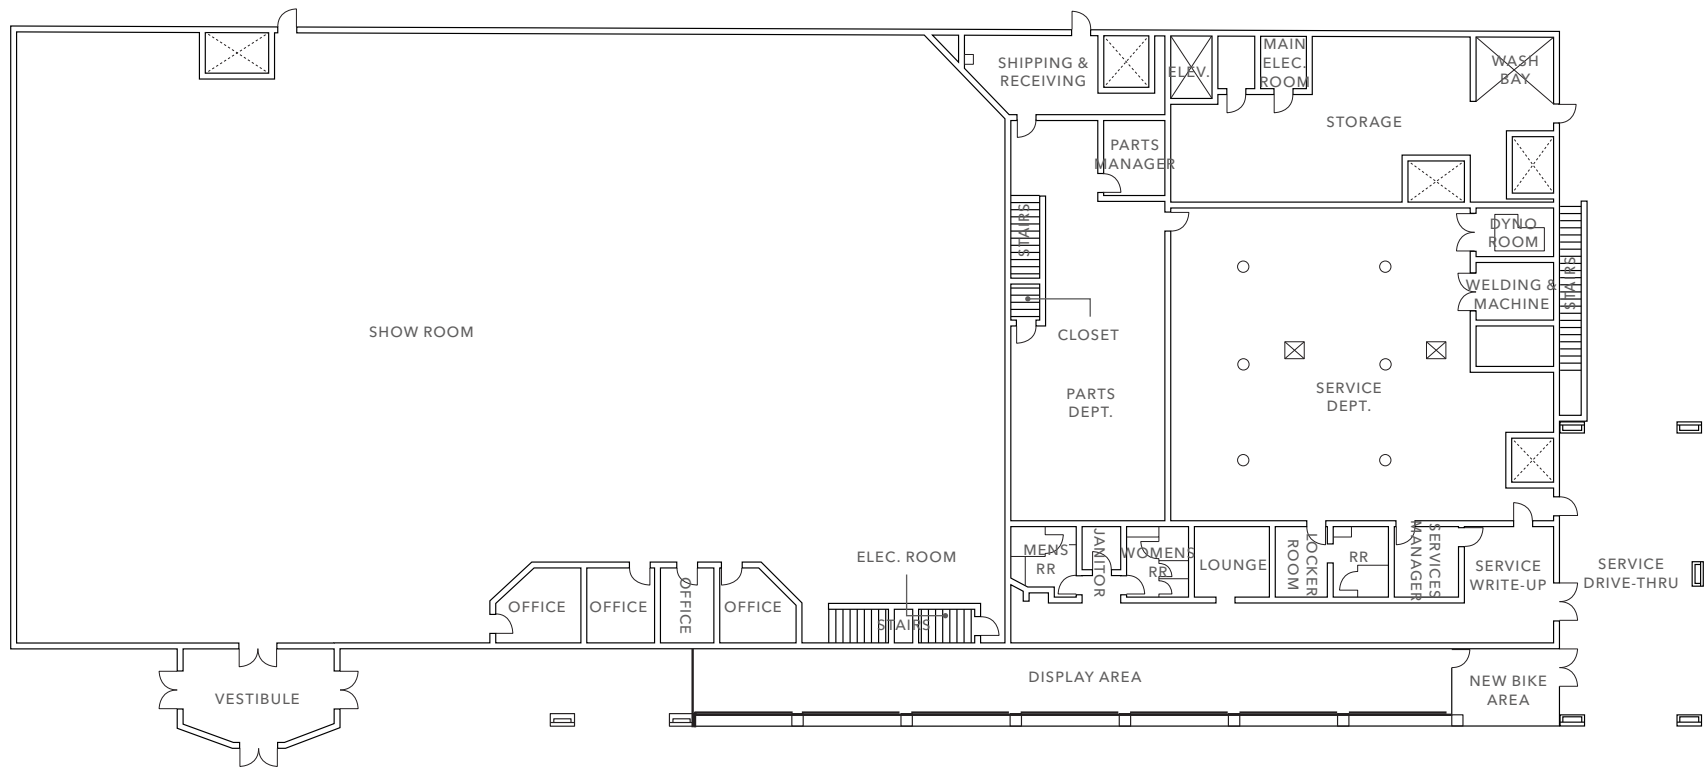 SHIPPING &
RECEIVING
ELEV.
MAIN
ELEC.
ROOM
WASH
BAY
STORAGE
PARTS
MANAGER
STAIRS
DYNO
ROOM
WELDING &
MACHINE
STAIRS
SHOW ROOM
CLOSET
PARTS
DEPT.
SERVICE
DEPT.
ELEC. ROOM
MENS
RR
JANITOR
WOMENS
RR
LOUNGE
LOCKER
ROOM
RR
SERVICES
MANAGER
SERVICE
WRITE-UP
SERVICE
DRIVE-THRU
OFFICE
OFFICE
OFFICE
OFFICE
STAIRS
DISPLAY AREA
NEW BIKE
AREA
VESTIBULE